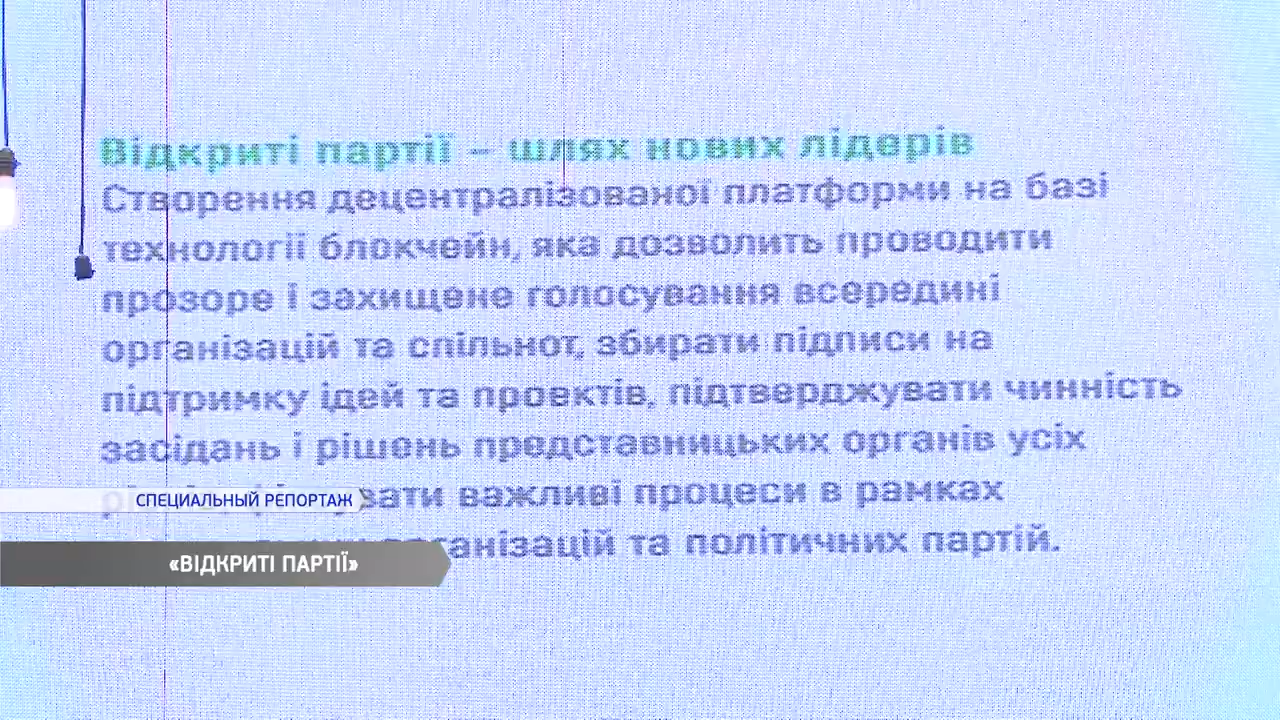 Відкриті партії – шлях нових лідерів
Створення децентралізованої платформи на базі
технології блокчейн, яка дозволить проводити
прозоре і захищене голосування всередині
організацій та спільнот, збирати підписи на
підтримку ідей та проектів, підтверджувати чинність
засідань і рішень представницьких органів усіх
важливі процеси в рамках
та політичних партій.
СПЕЦИАЛЬНЫЙ РЕПОРТАЖ
«ВІДКРИТІ ПАРТІЇ»